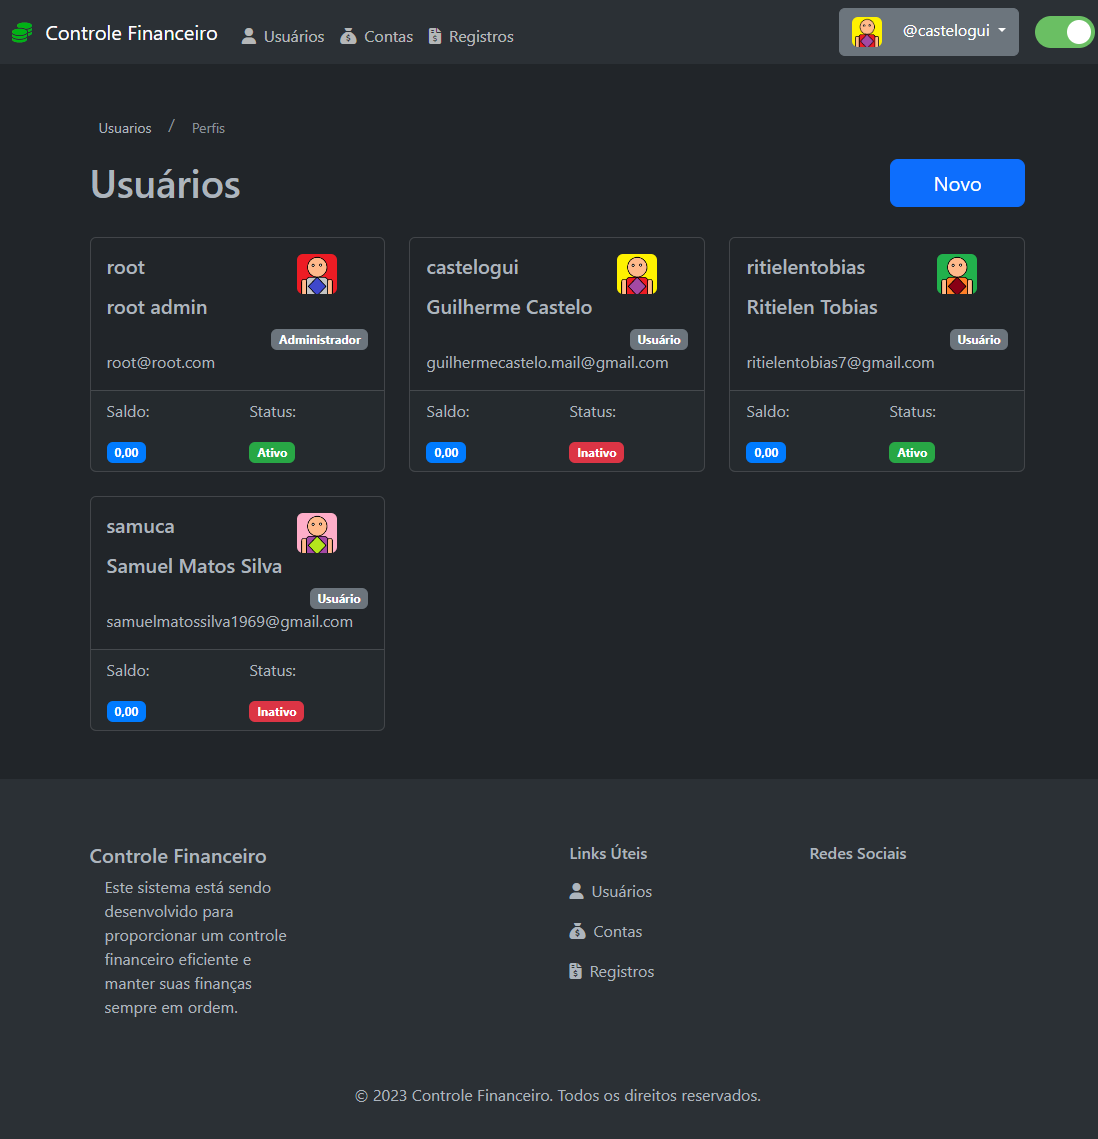 Controle Financeiro Usuários Contas Registros @castelogui
Usuarios / Perfis
Usuários
Novo
root
root admin
Administrador
root@root.com
Saldo: Status:
0,00 Ativo
castelogui
Guilherme Castelo
Usuário
guilhermecastelo.mail@gmail.com
Saldo: Status:
0,00 Inativo
ritielentobias
Ritielen Tobias
Usuário
ritielentobias7@gmail.com
Saldo: Status:
0,00 Ativo
samuca
Samuel Matos Silva
Usuário
samuelmatossilva1969@gmail.com
Saldo: Status:
0,00 Inativo
Controle Financeiro
Este sistema está sendo
desenvolvido para
proporcionar um controle
financeiro eficiente e
manter suas finanças
sempre em ordem.
Links Úteis
Usuários
Contas
Registros
Redes Sociais
© 2023 Controle Financeiro. Todos os direitos reservados.